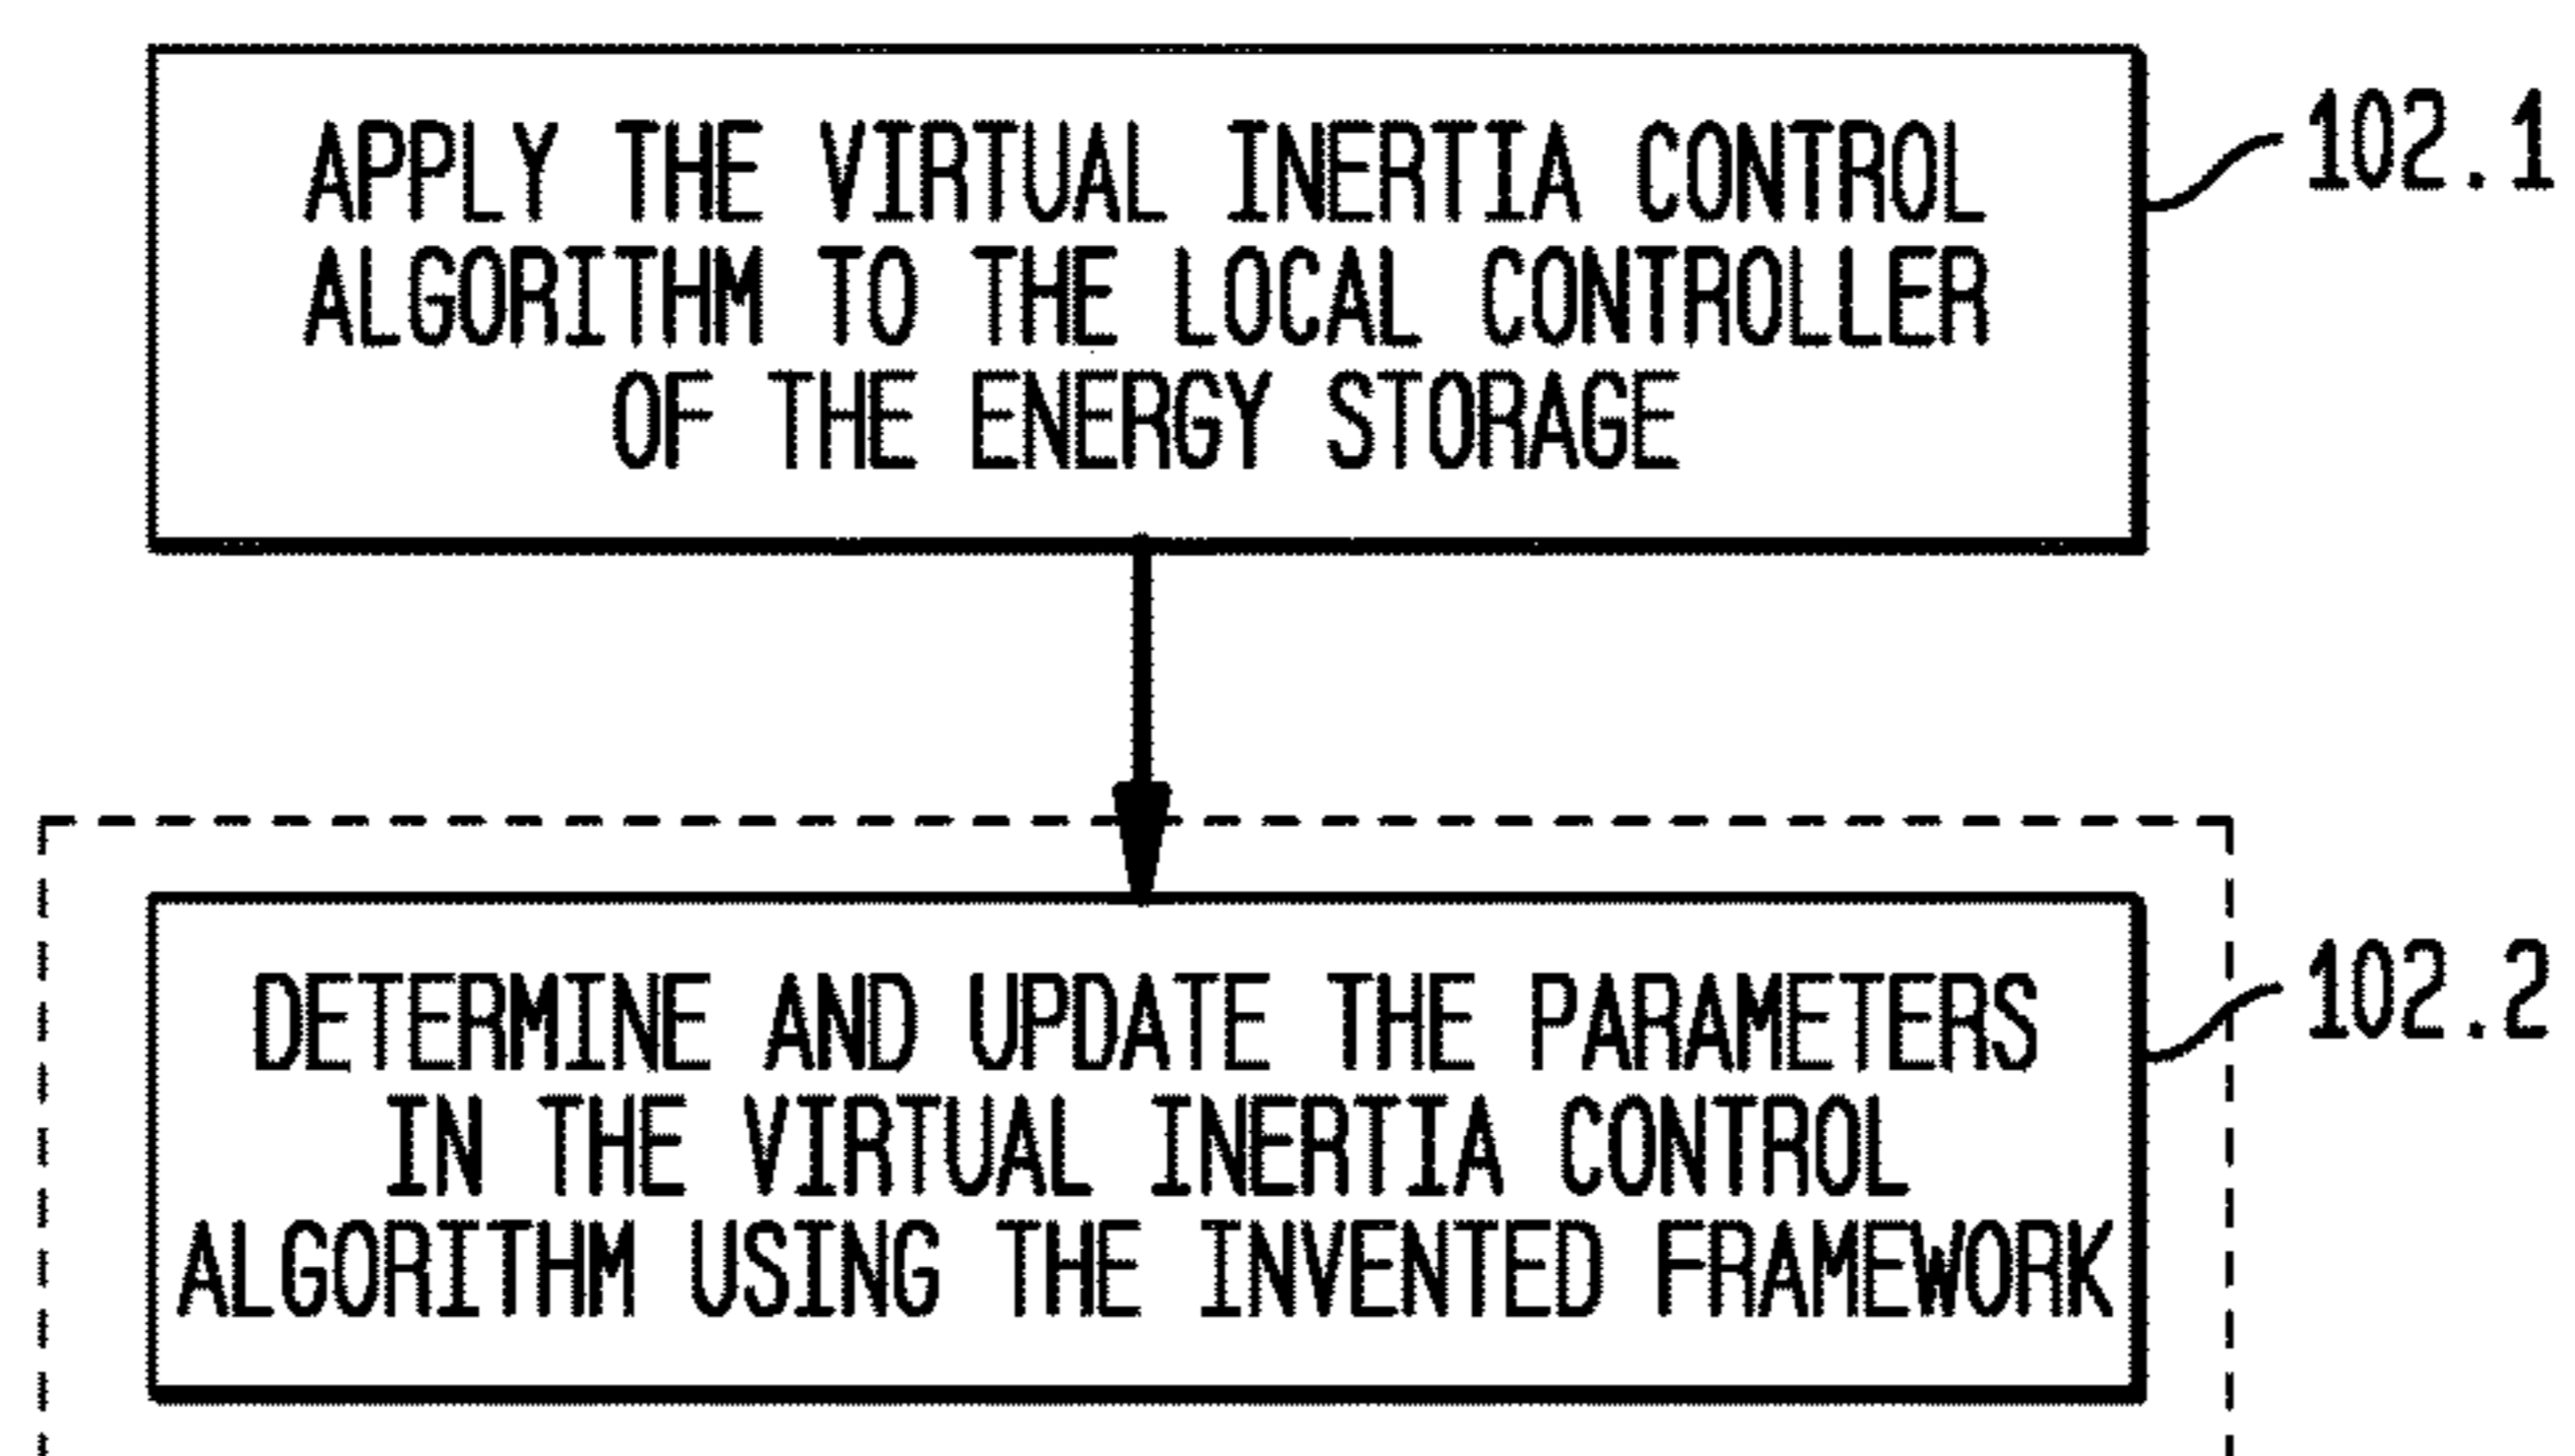 APPLY THE VIRTUAL INERTIA CONTROL
ALGORITHM TO THE LOCAL CONTROLLER
OF THE ENERGY STORAGE
102.1
DETERMINE AND UPDATE THE PARAMETERS
IN THE VIRTUAL INERTIA CONTROL
ALGORITHM USING THE INVENTED FRAMEWORK
102.2